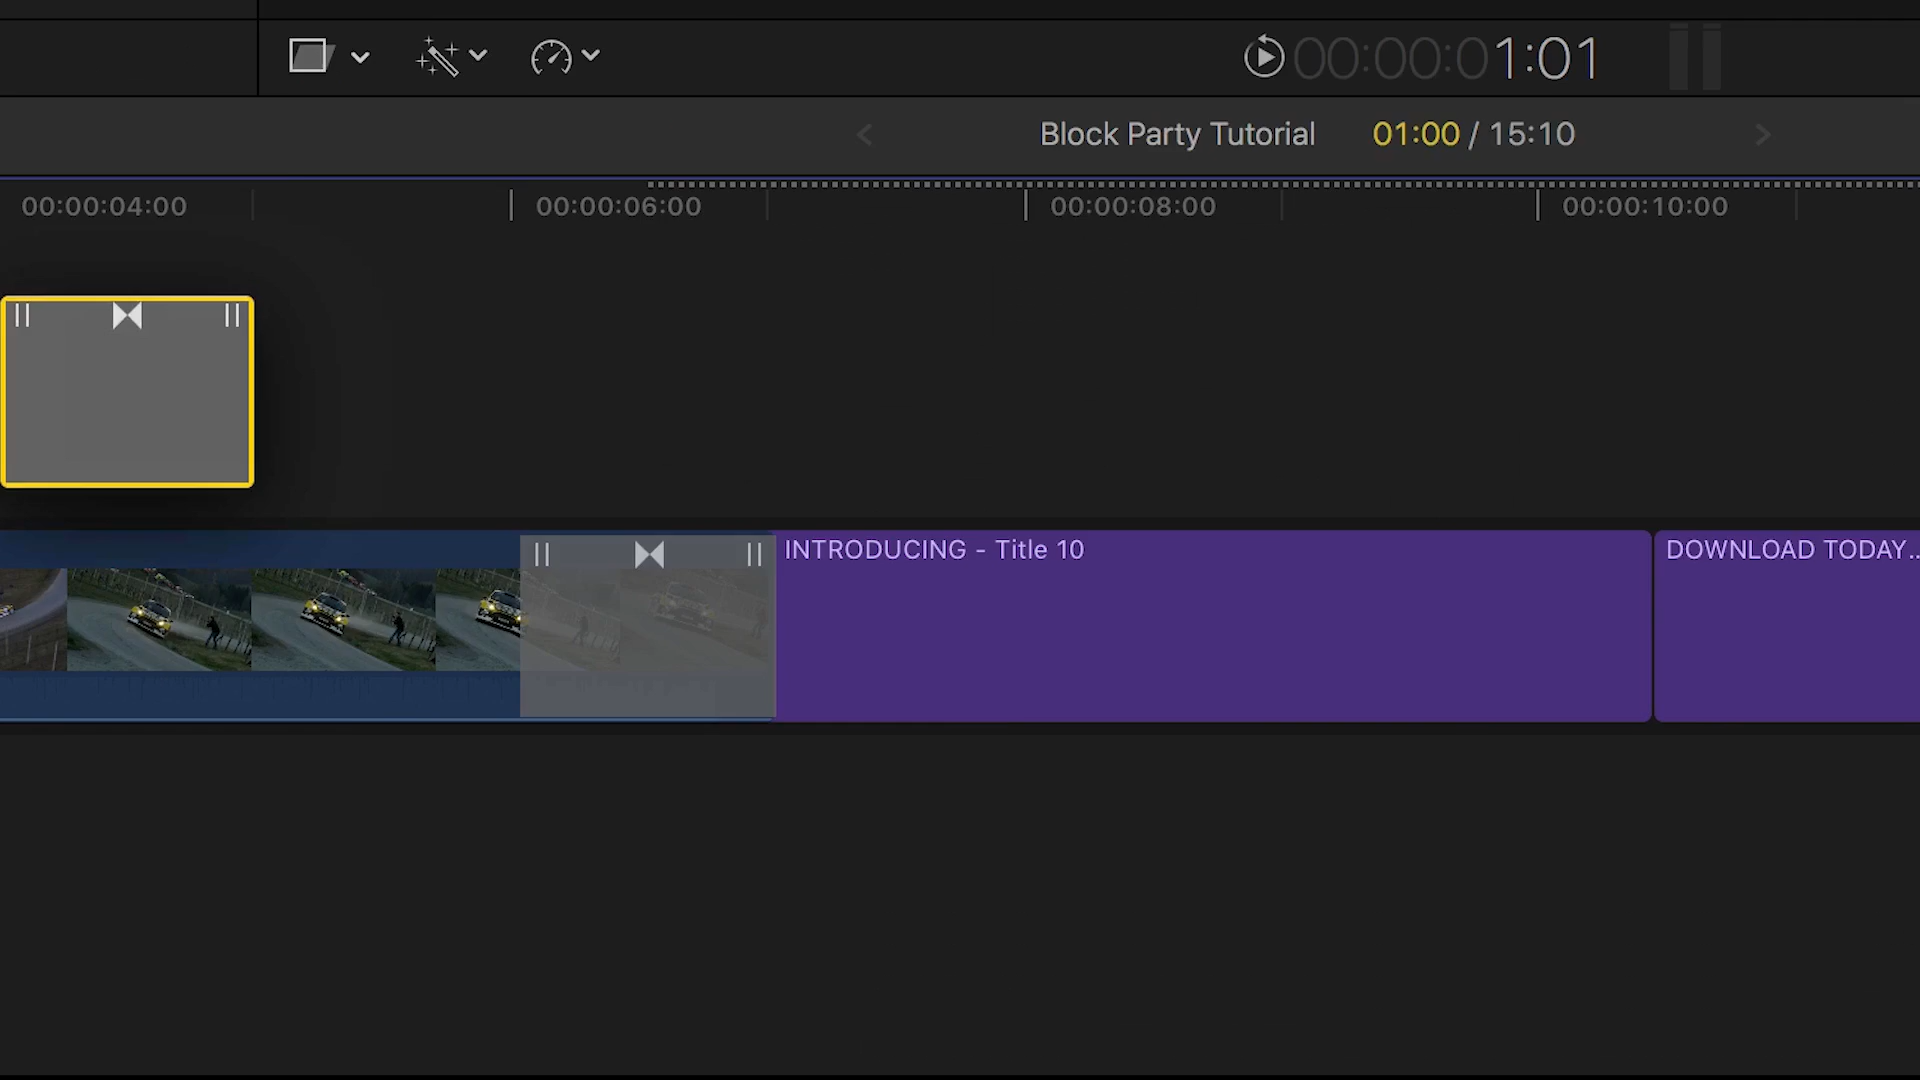 00:00:01:01
Block Party Tutorial 01:00 / 15:10
00:00:04:00 00:00:06:00 00:00:08:00 00:00:10:00
INTRODUCING - Title 10
DOWNLOAD TODAY...